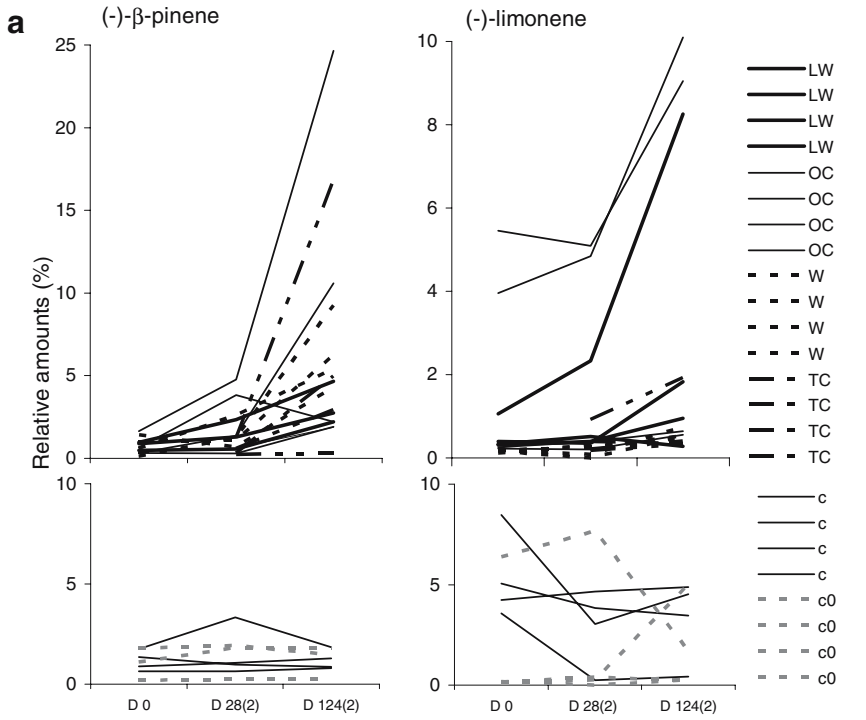 a
(-)-β-pinene
(-)-limonene
Relative amounts (%)
25
20
15
10
5
0
10
8
6
4
2
0
LW
LW
LW
LW
OC
OC
OC
OC
W
W
W
W
TC
TC
TC
TC
10
5
0
D 0
D 28(2)
D 124(2)
10
5
0
D 0
D 28(2)
D 124(2)
c
c
c
c
c0
c0
c0
c0